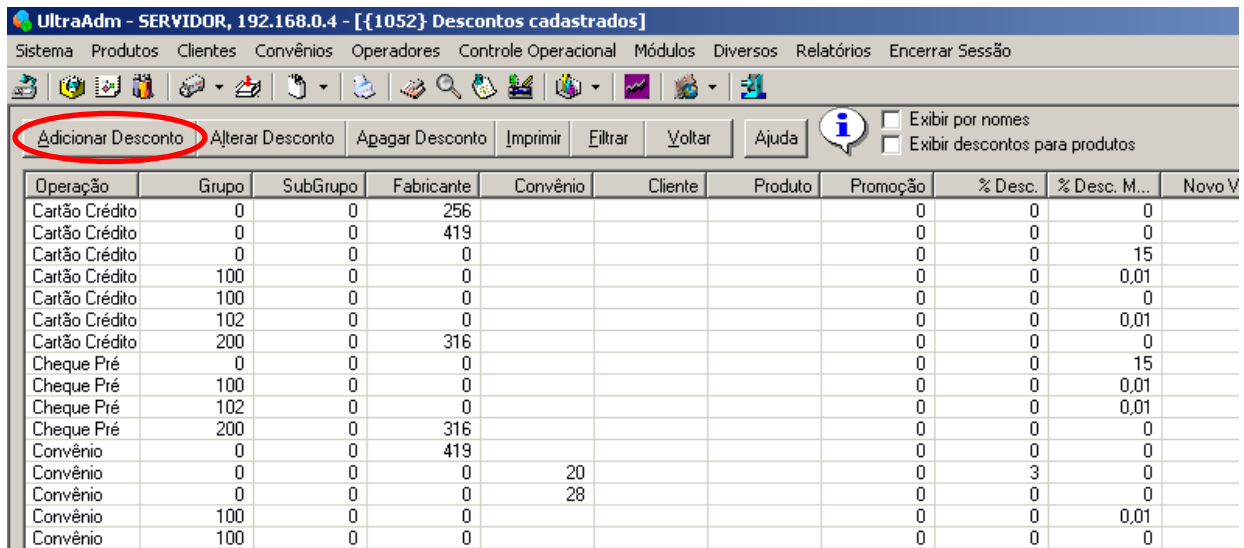 UltraAdm - SERVIDOR, 192.168.0.4 - [{1052} Descontos cadastrados]
Sistema Produtos Clientes Convênios Operadores Controle Operacional Módulos Diversos Relatórios Encerrar Sessão
Adicionar Desconto Alterar Desconto Apagar Desconto Imprimir Filtrar Voltar Ajuda
Exibir por nomes
Exibir descontos para produtos
Operação Grupo SubGrupo Fabricante Convênio Cliente Produto Promoção % Desc. % Desc. M... Novo V
Cartão Crédito 0 0 256 0 0 0
Cartão Crédito 0 0 419 0 0 0
Cartão Crédito 0 0 0 0 0 15
Cartão Crédito 100 0 0 0 0 0,01
Cartão Crédito 100 0 0 0 0 0
Cartão Crédito 102 0 0 0 0 0,01
Cartão Crédito 200 0 316 0 0 0
Cheque Pré 0 0 0 0 0 15
Cheque Pré 100 0 0 0 0 0,01
Cheque Pré 102 0 0 0 0 0,01
Cheque Pré 200 0 316 0 0 0
Convênio 0 0 419 0 0 0
Convênio 0 0 0 20 0 3 0
Convênio 0 0 0 28 0 0 0
Convênio 100 0 0 0 0 0,01
Convênio 100 0 0 0 0 0